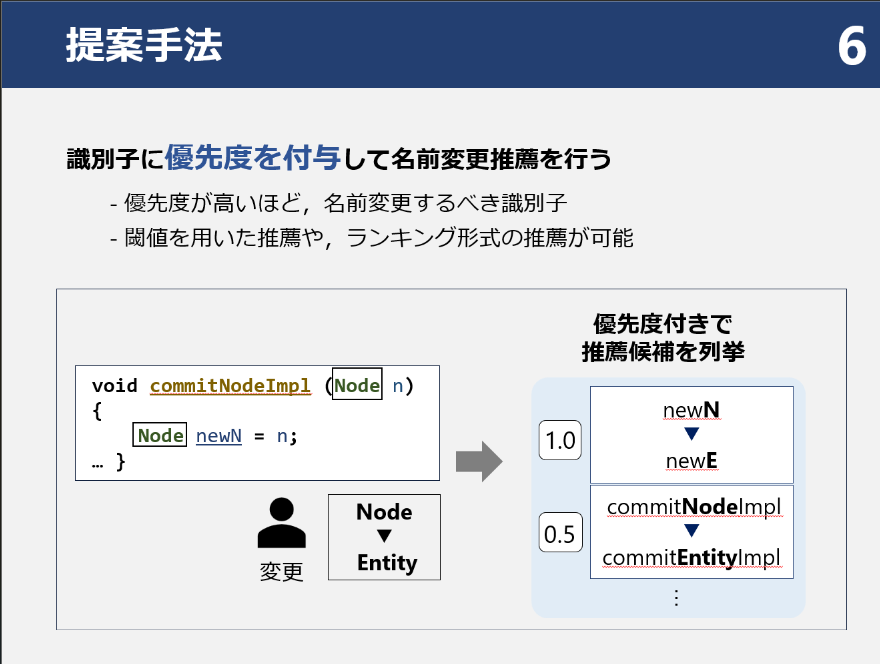 提案手法
6
識別子に優先度を付与して名前変更推薦を行う
- 優先度が高いほど，名前変更するべき識別子
- 閾値を用いた推薦や，ランキング形式の推薦が可能
void commitNodeImpl (Node n)
{
Node newN = n;
… }
変更
Node
▼
Entity
優先度付きで
推薦候補を列挙
1.0
newN
▼
newE
0.5
commitNodeImpl
▼
commitEntityImpl
⋮